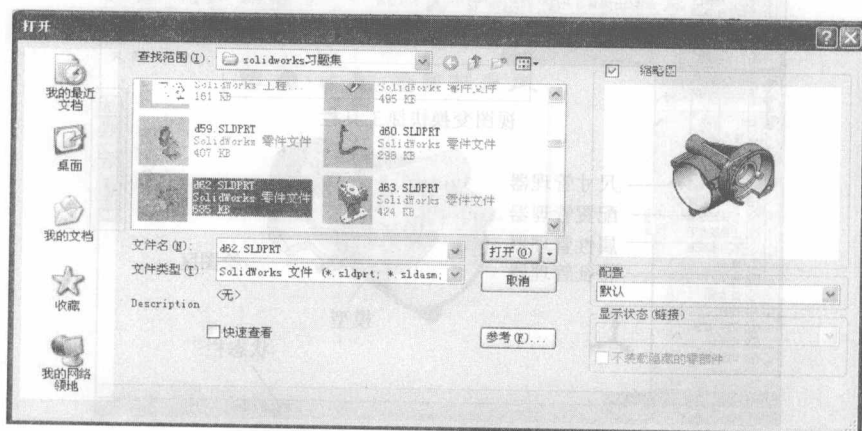 打开
查找范围(I):
solidworks习题集
缩略图
我的最近文档
桌面
我的文档
收藏
我的网络领地
SolidWorks 工程...
161 KB
SolidWorks 零件文件
495 KB
d59.SLDPRT
SolidWorks 零件文件
407 KB
d60.SLDPRT
SolidWorks 零件文件
298 KB
d62.SLDPRT
SolidWorks 零件文件
d63.SLDPRT
SolidWorks 零件文件
424 KB
文件名(N):
d62.SLDPRT
打开(O)
文件类型(T)
SolidWorks 文件 (*.sldprt; *.sldasm;
取消
Description
<无>
快速查看
参考(F)...
配置
默认
显示状态(链接)
不装载隐藏的零部件